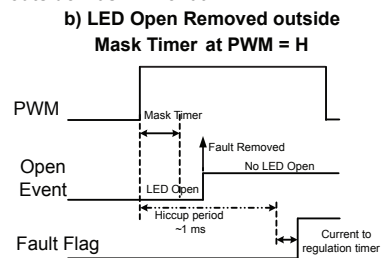 b) LED Open Removed outside
Mask Timer at PWM = H
PWM
Mask Timer
Fault Removed
Open
Event
No LED Open
LED Open
Hiccup period
~1 ms
Fault Flag
Current to
regulation timer